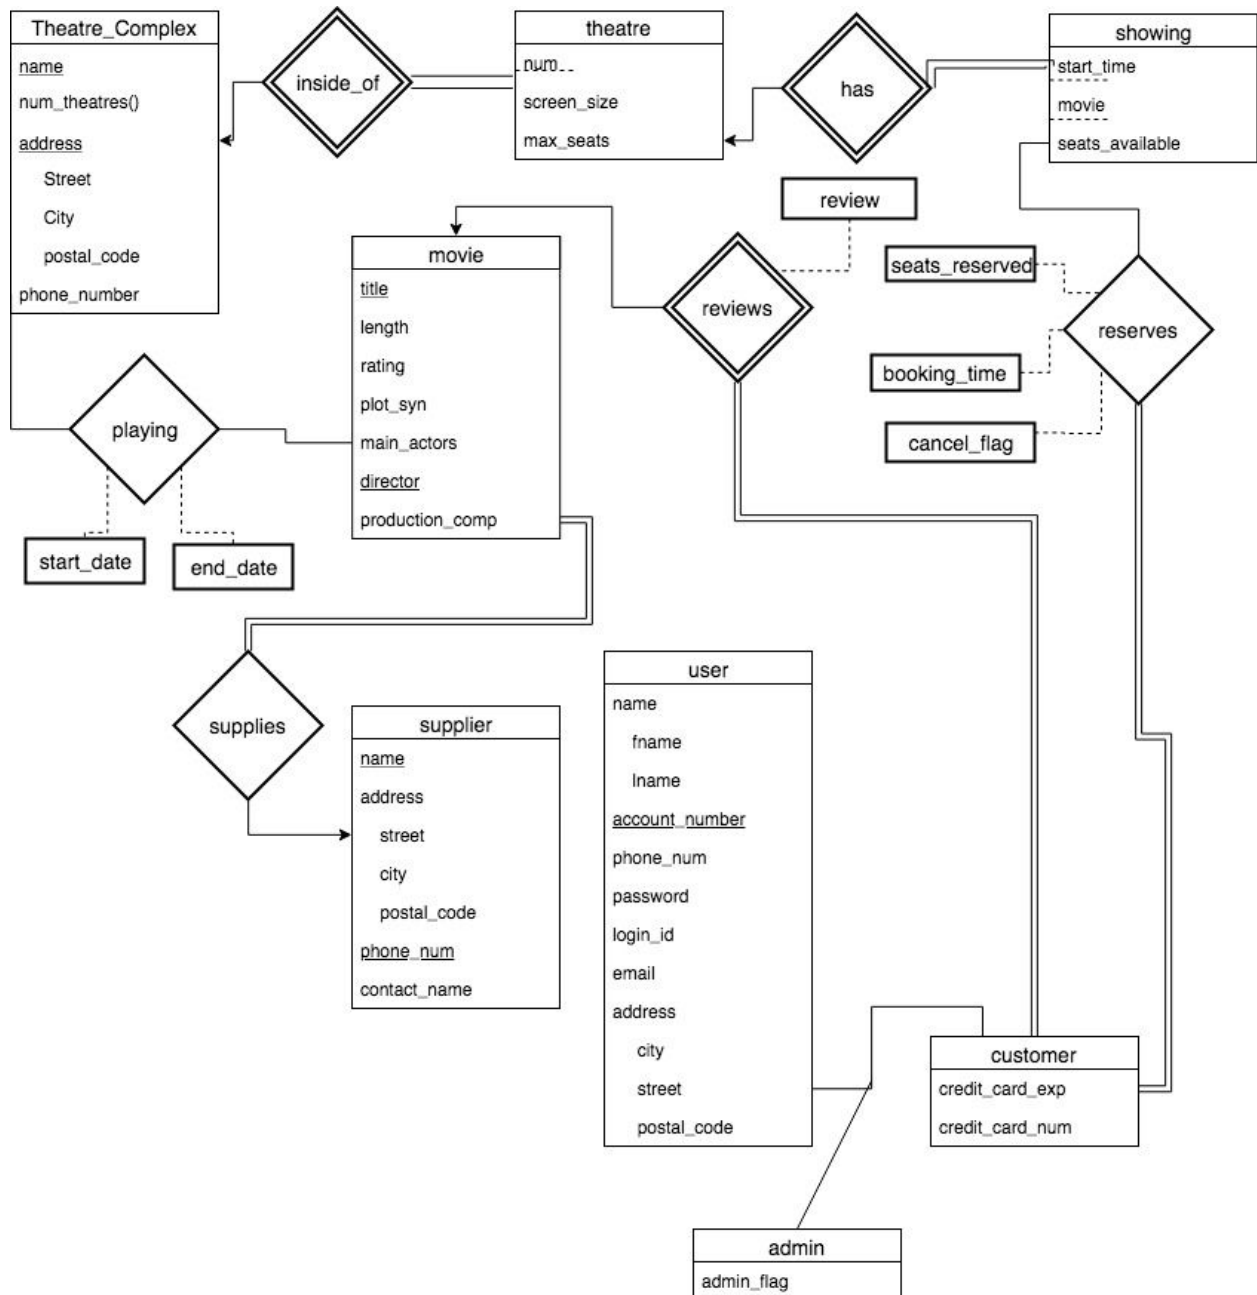 Theatre_Complex
name
num_theatres()
address
Street
City
postal_code
phone_number
inside_of
theatre
num
screen_size
max_seats
has
showing
start_time
movie
seats_available
review
reviews
seats_reserved
booking_time
cancel_flag
reserves
movie
title
length
rating
plot_syn
main_actors
director
production_comp
playing
start_date
end_date
supplies
supplier
name
address
street
city
postal_code
phone_num
contact_name
user
name
fname
lname
account_number
phone_num
password
login_id
email
address
city
street
postal_code
customer
credit_card_exp
credit_card_num
admin
admin_flag